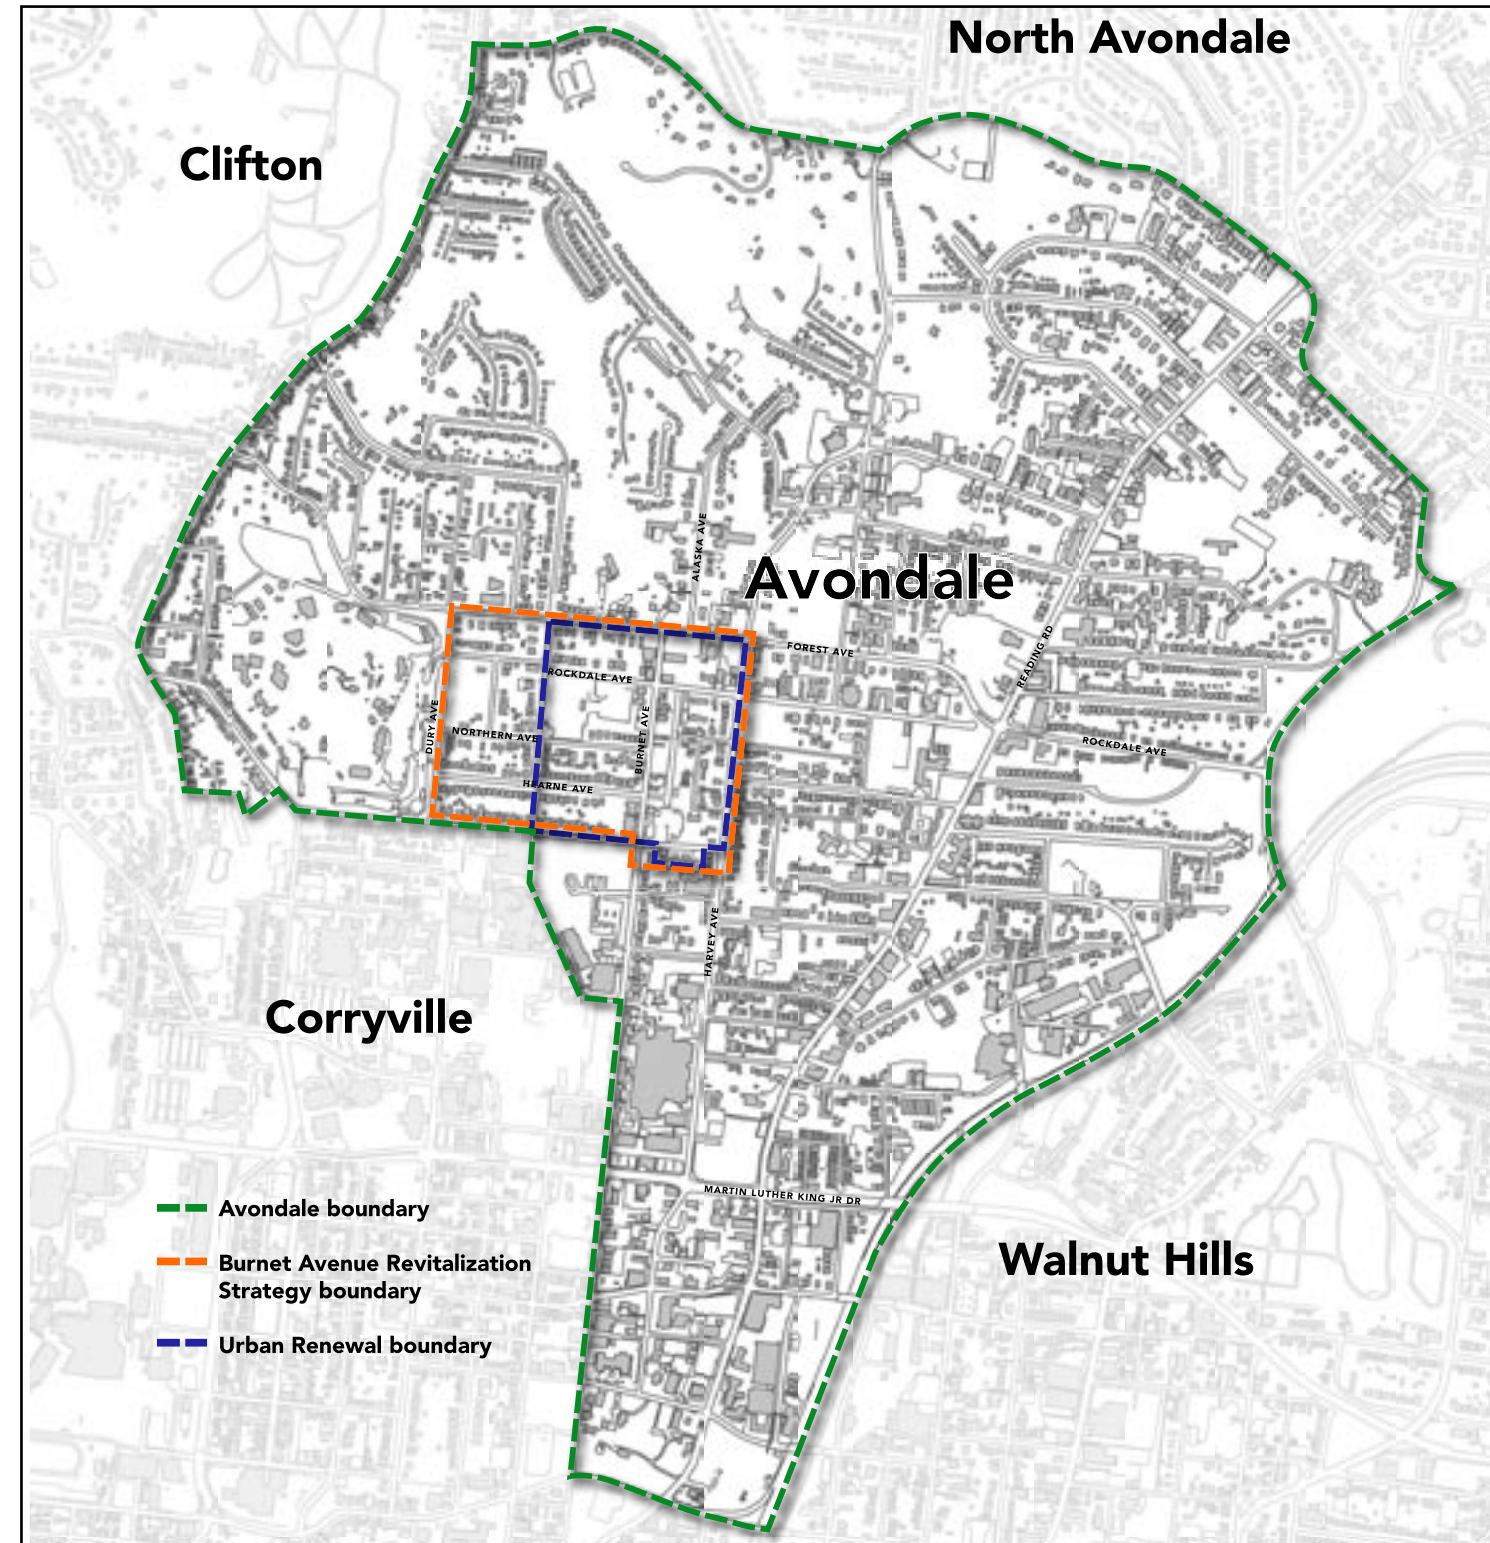 North Avondale
Clifton
ALASKA AVE
Avondale
FOREST AVE
READING RD
ROCKDALE AVE
DURY AVE
NORTHERN AVE
BURNET AVE
ROCKDALE AVE
HEARNE AVE
HARVEY AVE
Corryville
MARTIN LUTHER KING JR DR
Avondale boundary
Walnut Hills
Burnet Avenue Revitalization
Strategy boundary
Urban Renewal boundary